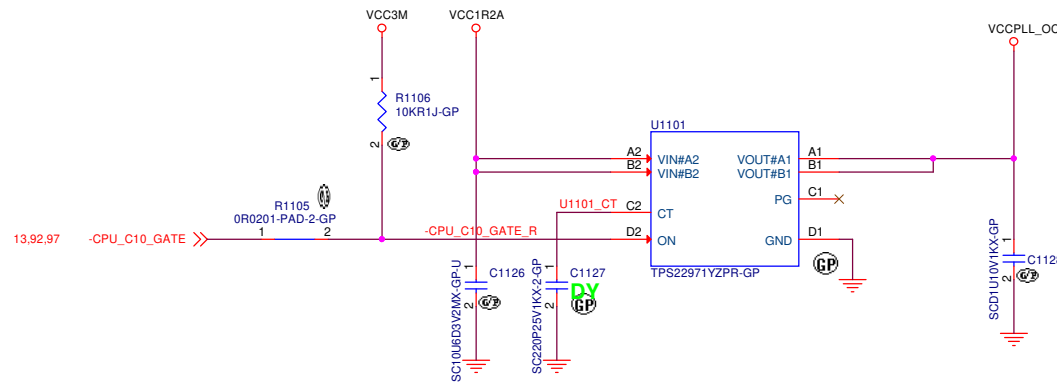 VCC3M
VCC1R2A
VCCPLL_OC
1
R1106
10KR1J-GP
2
G/P
U1101
A2
VIN#A2
VOUT#A1
A1
B2
VIN#B2
VOUT#B1
B1
C1
PG
U1101_CT
C2
CT
R1105
0R0201-PAD-2-GP
13,92,97
-CPU_C10_GATE
1
2
-CPU_C10_GATE_R
D2
ON
GND
D1
TPS22971YZPR-GP
GP
SC10U6D3V2MX-GP-U
1
C1126
2
G/P
SC220P25V1KX-2-GP
1
C1127
2
DY
GP
SCD1U10V1KX-GP
1
C1128
2
G/P